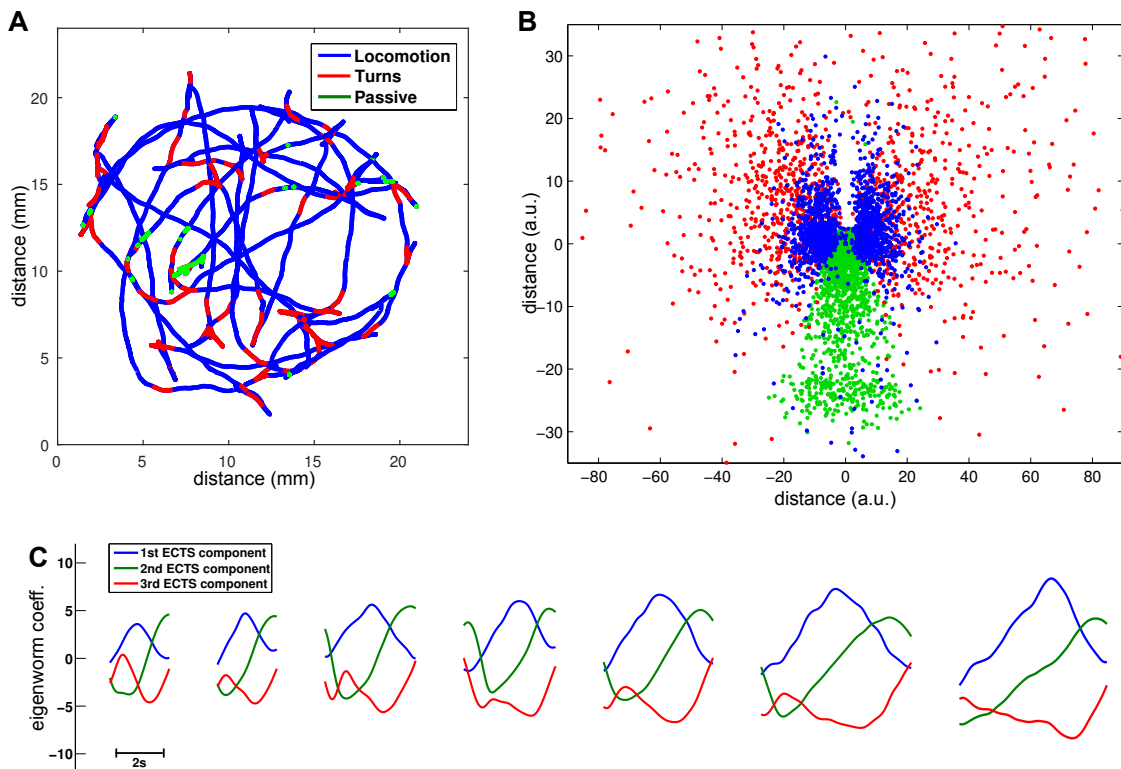 A
Locomotion
Turns
Passive
distance (mm)
20
15
10
5
0
0 5 10 15 20
distance (mm)
B
distance (a.u.)
30
20
10
0
−10
−20
−30
−80 −60 −40 −20 0 20 40 60 80
distance (a.u.)
C
eigenworm coeff.
10
5
0
−5
−10
1st ECTS component
2nd ECTS component
3rd ECTS component
2s